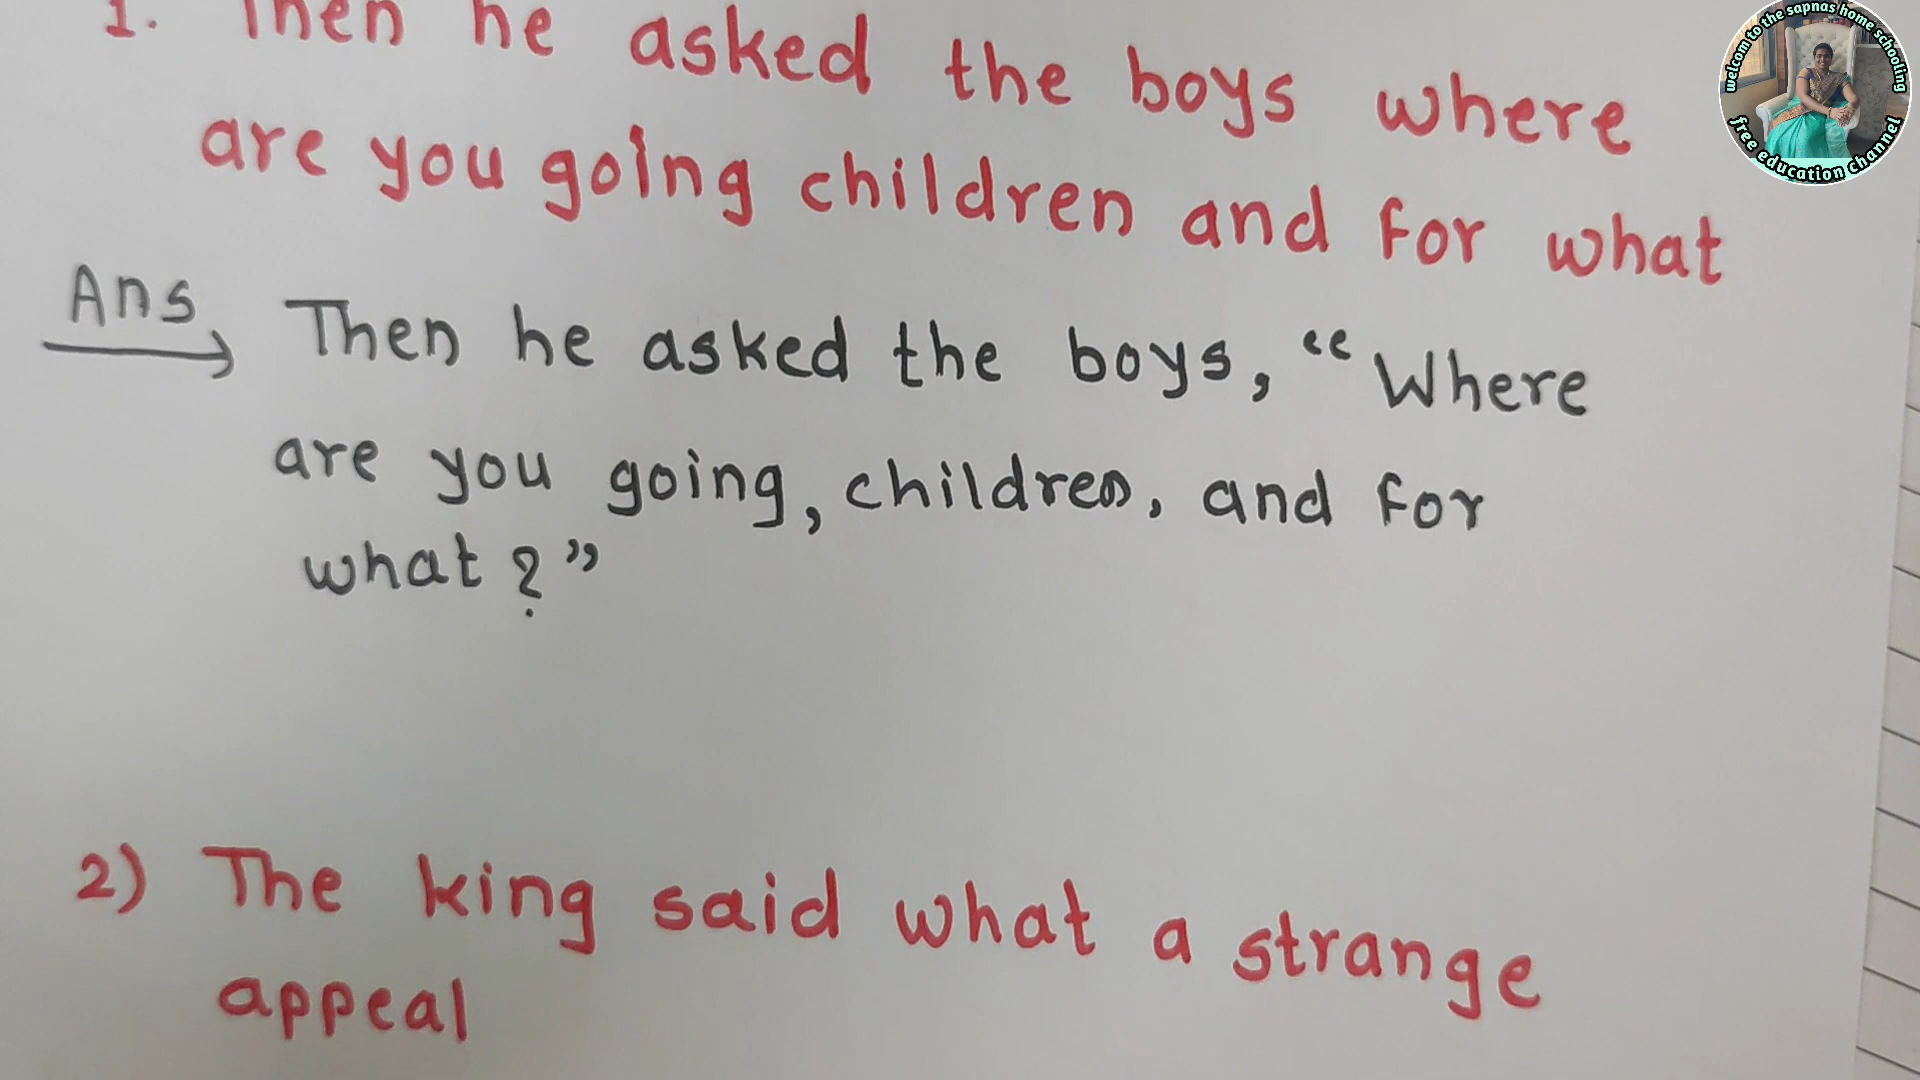 1. Then he asked the boys where
are you going children and for what
Ans Then he asked the boys, “Where
are you going, children, and for
what?”
2) The king said what a strange
appeal
welcom to the sapnas home schooling
free education channel